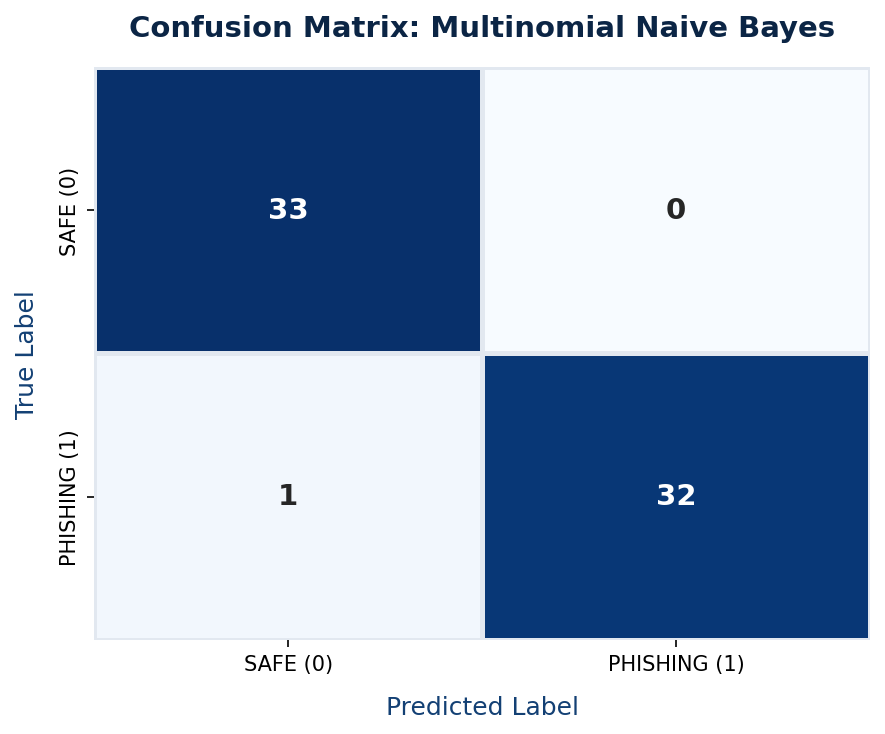 Confusion Matrix: Multinomial Naive Bayes
True Label
SAFE (0)
33
0
PHISHING (1)
1
32
SAFE (0)
PHISHING (1)
Predicted Label